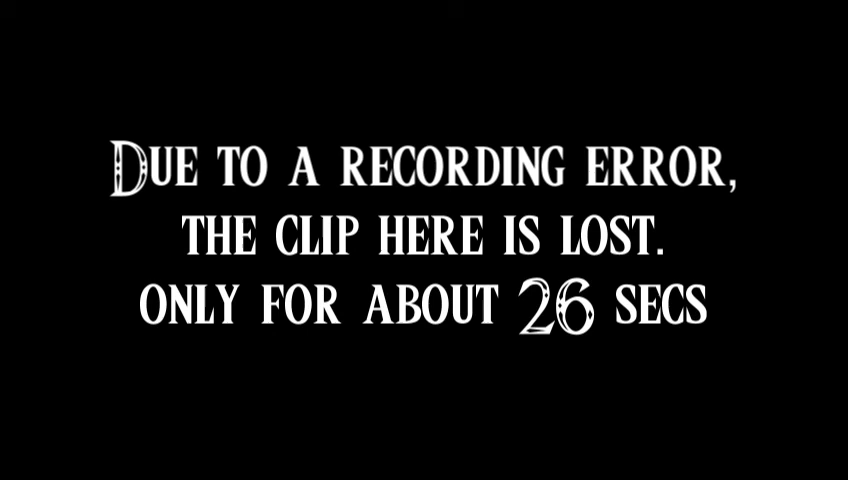 Due to a recording error,
the clip here is lost.
only for about 26 secs